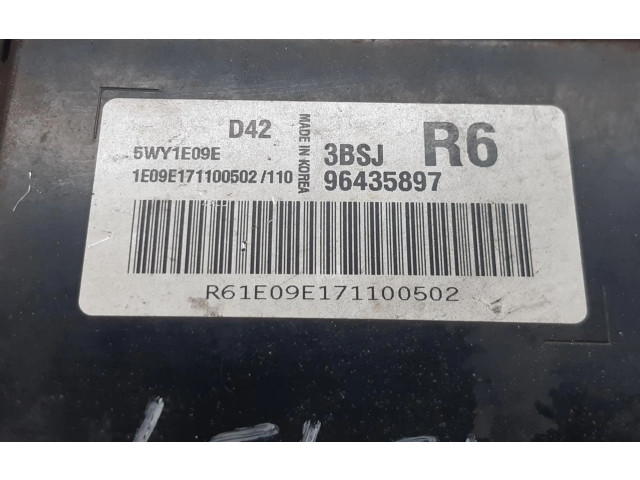 D42
5WY1E09E
1E09E171100502 /110
MADE IN KOREA
3BSJ R6
96435897
R61E09E171100502